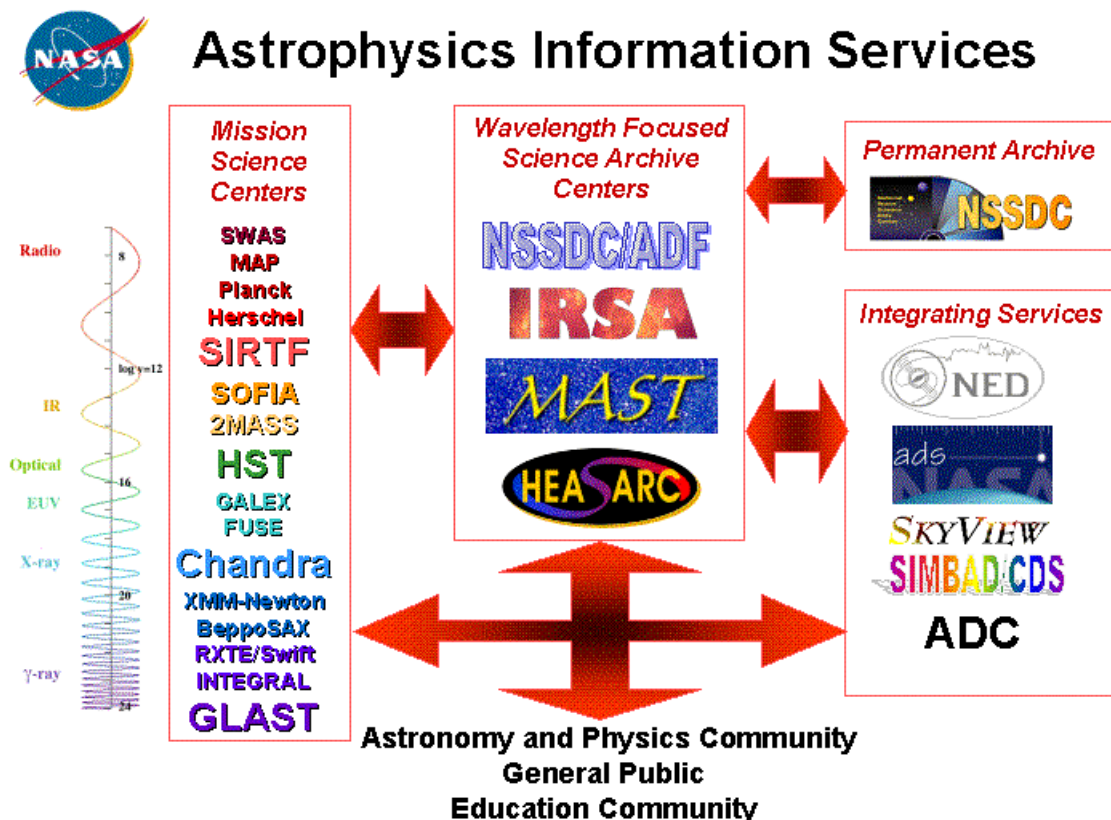 NASA
Astrophysics Information Services
Mission
Science
Centers
SWAS
MAP
Planck
Herschel
SIRTF
SOFIA
2MASS
HST
GALEX
FUSE
Chandra
XMM-Newton
BeppoSAX
RXTE/Swift
INTEGRAL
GLAST
Radio
IR
Optical
EUV
X-ray
γ-ray
8
log ν=12
16
20
24
Wavelength Focused
Science Archive
Centers
NSSDC/ADF
IRSA
MAST
HEASARC
Permanent Archive
NSSDC
Integrating Services
NED
ads
NASA
SKYVIEW
SIMBAD/CDS
ADC
Astronomy and Physics Community
General Public
Education Community